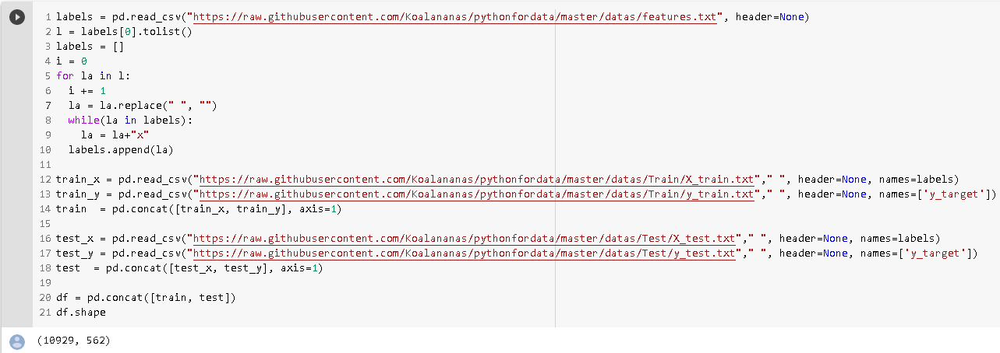 1 labels = pd.read_csv("https://raw.githubusercontent.com/Koalananas/pythonfordata/master/datas/features.txt", header=None)
2 l = labels[0].tolist()
3 labels = []
4 i = 0
5 for la in l:
6   i += 1
7   la = la.replace(" ", "")
8   while(la in labels):
9     la = la+"x"
10   labels.append(la)
11
12 train_x = pd.read_csv("https://raw.githubusercontent.com/Koalananas/pythonfordata/master/datas/Train/X_train.txt"," ", header=None, names=labels)
13 train_y = pd.read_csv("https://raw.githubusercontent.com/Koalananas/pythonfordata/master/datas/Train/y_train.txt"," ", header=None, names=['y_target'])
14 train  = pd.concat([train_x, train_y], axis=1)
15
16 test_x = pd.read_csv("https://raw.githubusercontent.com/Koalananas/pythonfordata/master/datas/Test/X_test.txt"," ", header=None, names=labels)
17 test_y = pd.read_csv("https://raw.githubusercontent.com/Koalananas/pythonfordata/master/datas/Test/y_test.txt"," ", header=None, names=['y_target'])
18 test  = pd.concat([test_x, test_y], axis=1)
19
20 df = pd.concat([train, test])
21 df.shape
(10929, 562)